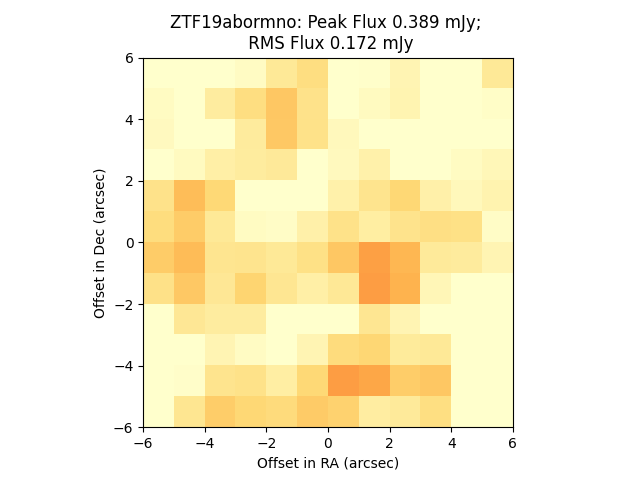 ZTF19abormno: Peak Flux 0.389 mJy;
RMS Flux 0.172 mJy
6
4
2
0
−2
−4
−6
Offset in Dec (arcsec)
−6 −4 −2 0 2 4 6
Offset in RA (arcsec)